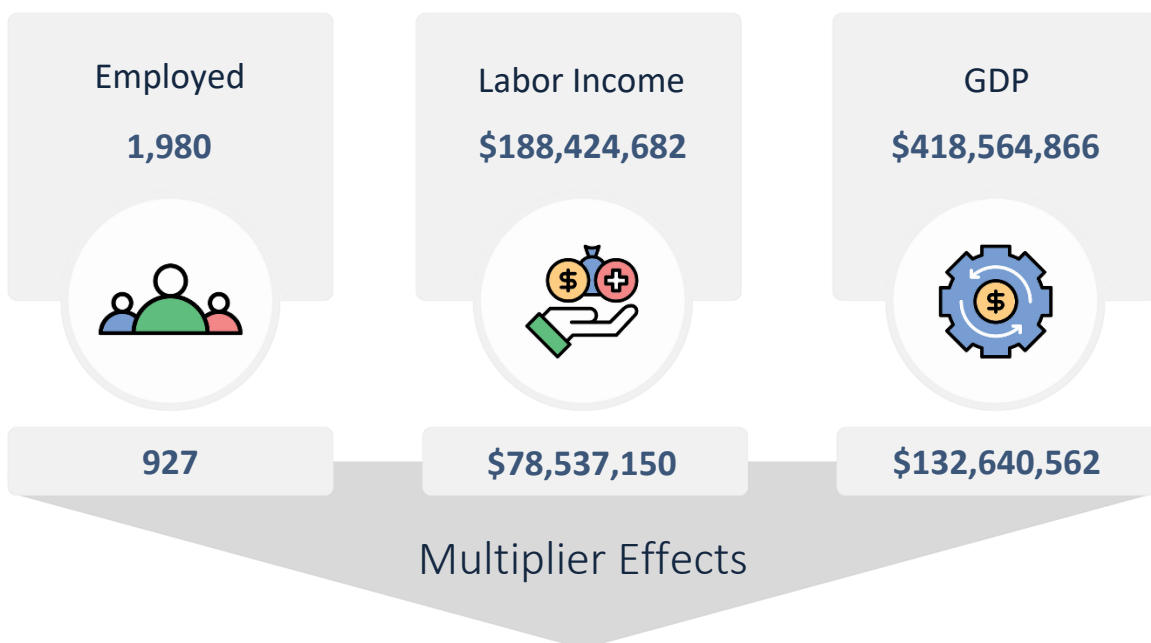 Employed
1,980
Labor Income
$188,424,682
GDP
$418,564,866
$
$
927
$78,537,150
$132,640,562
Multiplier Effects